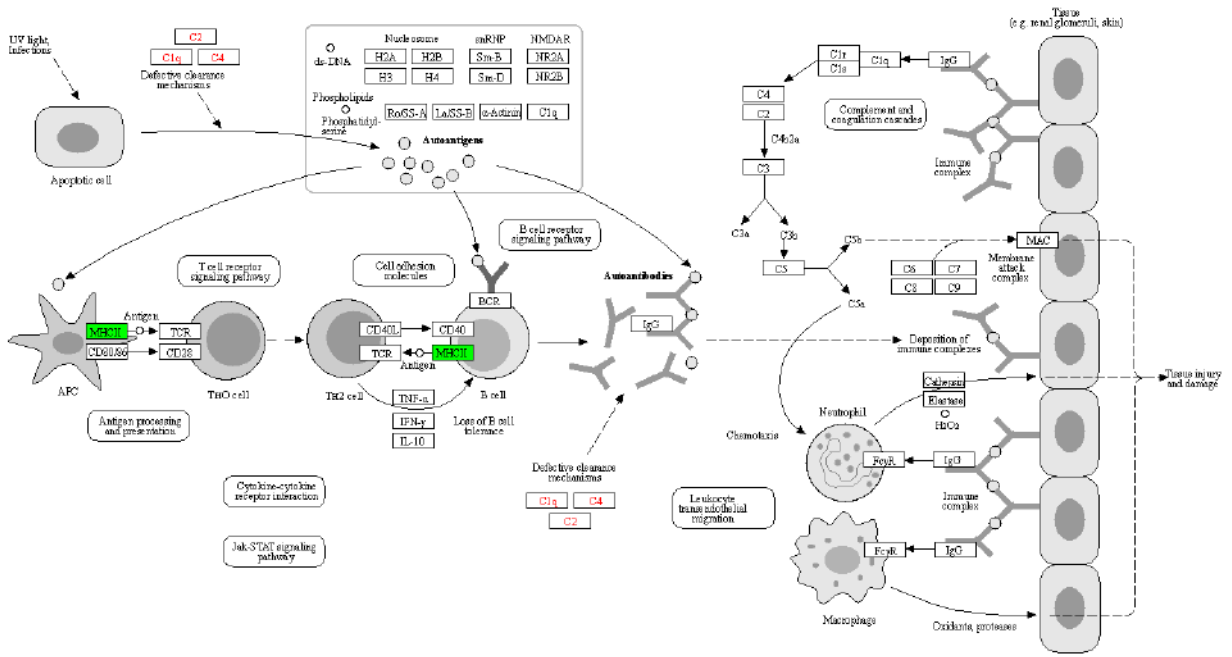 UV light,
Infections
C2
C1q
C4
Defective clearance
mechanisms
Apoptotic cell
Nucleosome
snRNP
NMDAR
ds-DNA
H2A
H2B
Sm-B
NR2A
H3
H4
Sm-D
NR2B
Phospholipids
Phosphatidyl-
serine
Ro/SS-A
La/SS-B
α-Actinin
C1q
Autoantigens
Tissue
(e.g. renal glomeruli, skin)
C1r
C1s
C1q
IgG
C4
C2
C4b2a
C3
Complement and
coagulation cascades
Immune
complex
C3a
C3b
C5
C5b
C5a
MAC
C6
C7
C8
C9
Membrane
attack
complex
B cell receptor
signaling pathway
T cell receptor
signaling pathway
Cell adhesion
molecules
Autoantibodies
BCR
IgG
MHCII
Antigen
TCR
CD80/86
CD28
APC
TH0 cell
CD40L
CD40
TCR
MHCII
Antigen
TH2 cell
B cell
TNF-α
IFN-γ
IL-10
Loss of B cell
tolerance
Deposition of
immune complexes
Tissue injury
and damage
Antigen processing
and presentation
Cytokine-cytokine
receptor interaction
Jak-STAT signaling
pathway
Defective clearance
mechanisms
C1q
C4
C2
Chemotaxis
Neutrophil
Cathepsin
Elastase
H2O2
FcγR
IgG
Immune
complex
Leukocyte
transendothelial
migration
FcγR
IgG
Macrophage
Oxidants, proteases